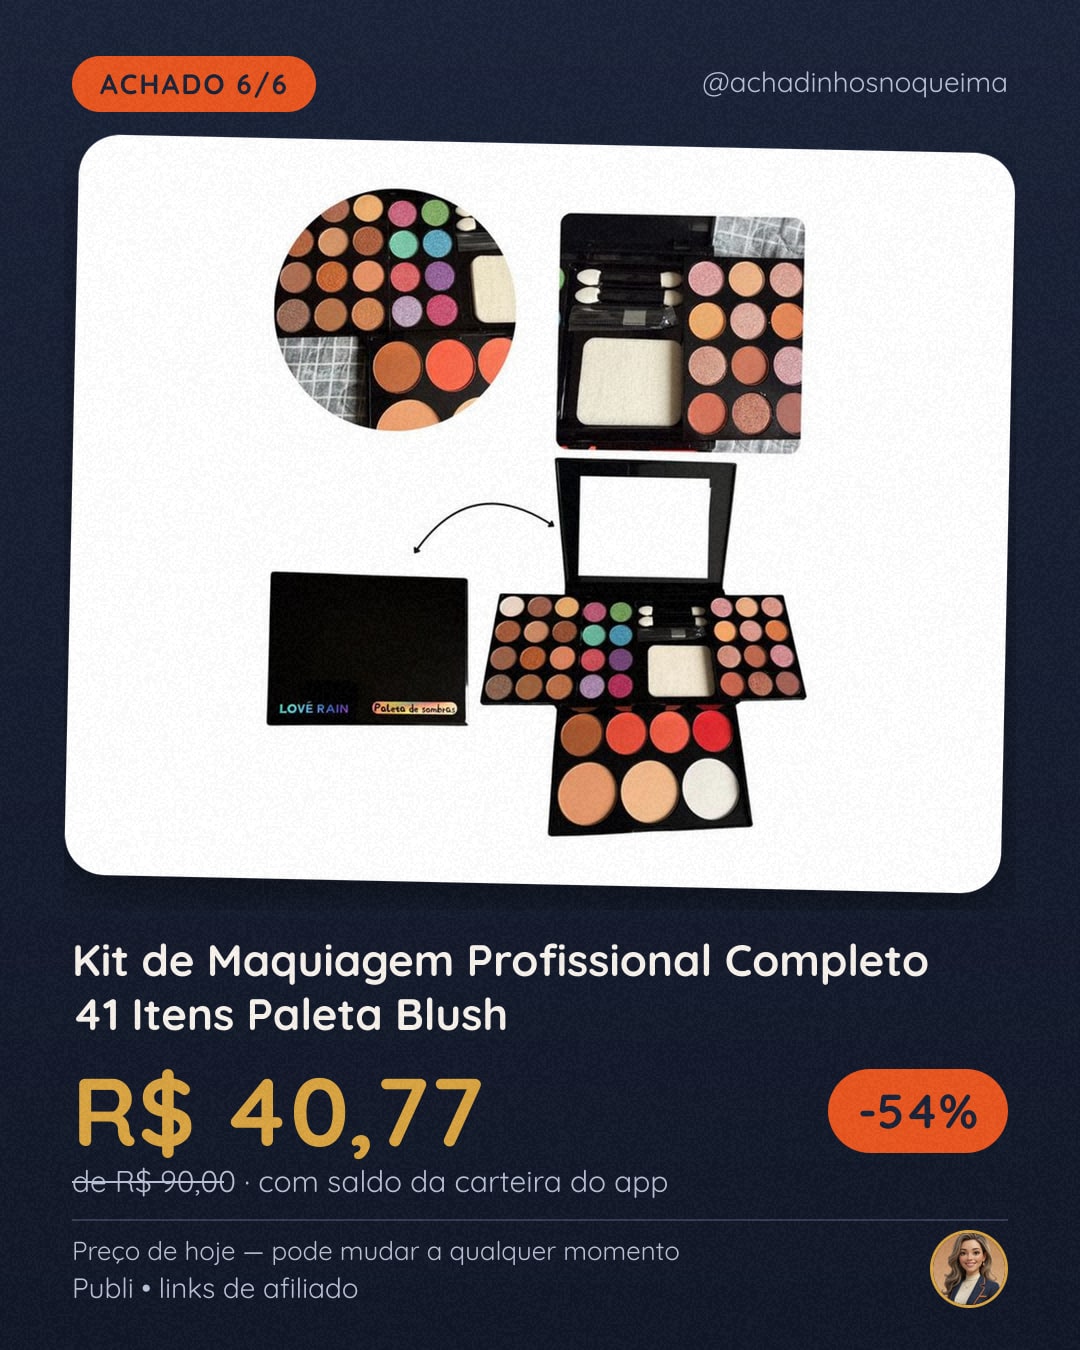 ACHADO 6/6
@achadinhosnoqueima
LOVE RAIN
Paleta de sombras
Kit de Maquiagem Profissional Completo
41 Itens Paleta Blush
R$ 40,77
-54%
de R$ 90,00 · com saldo da carteira do app
Preço de hoje — pode mudar a qualquer momento
Publi • links de afiliado